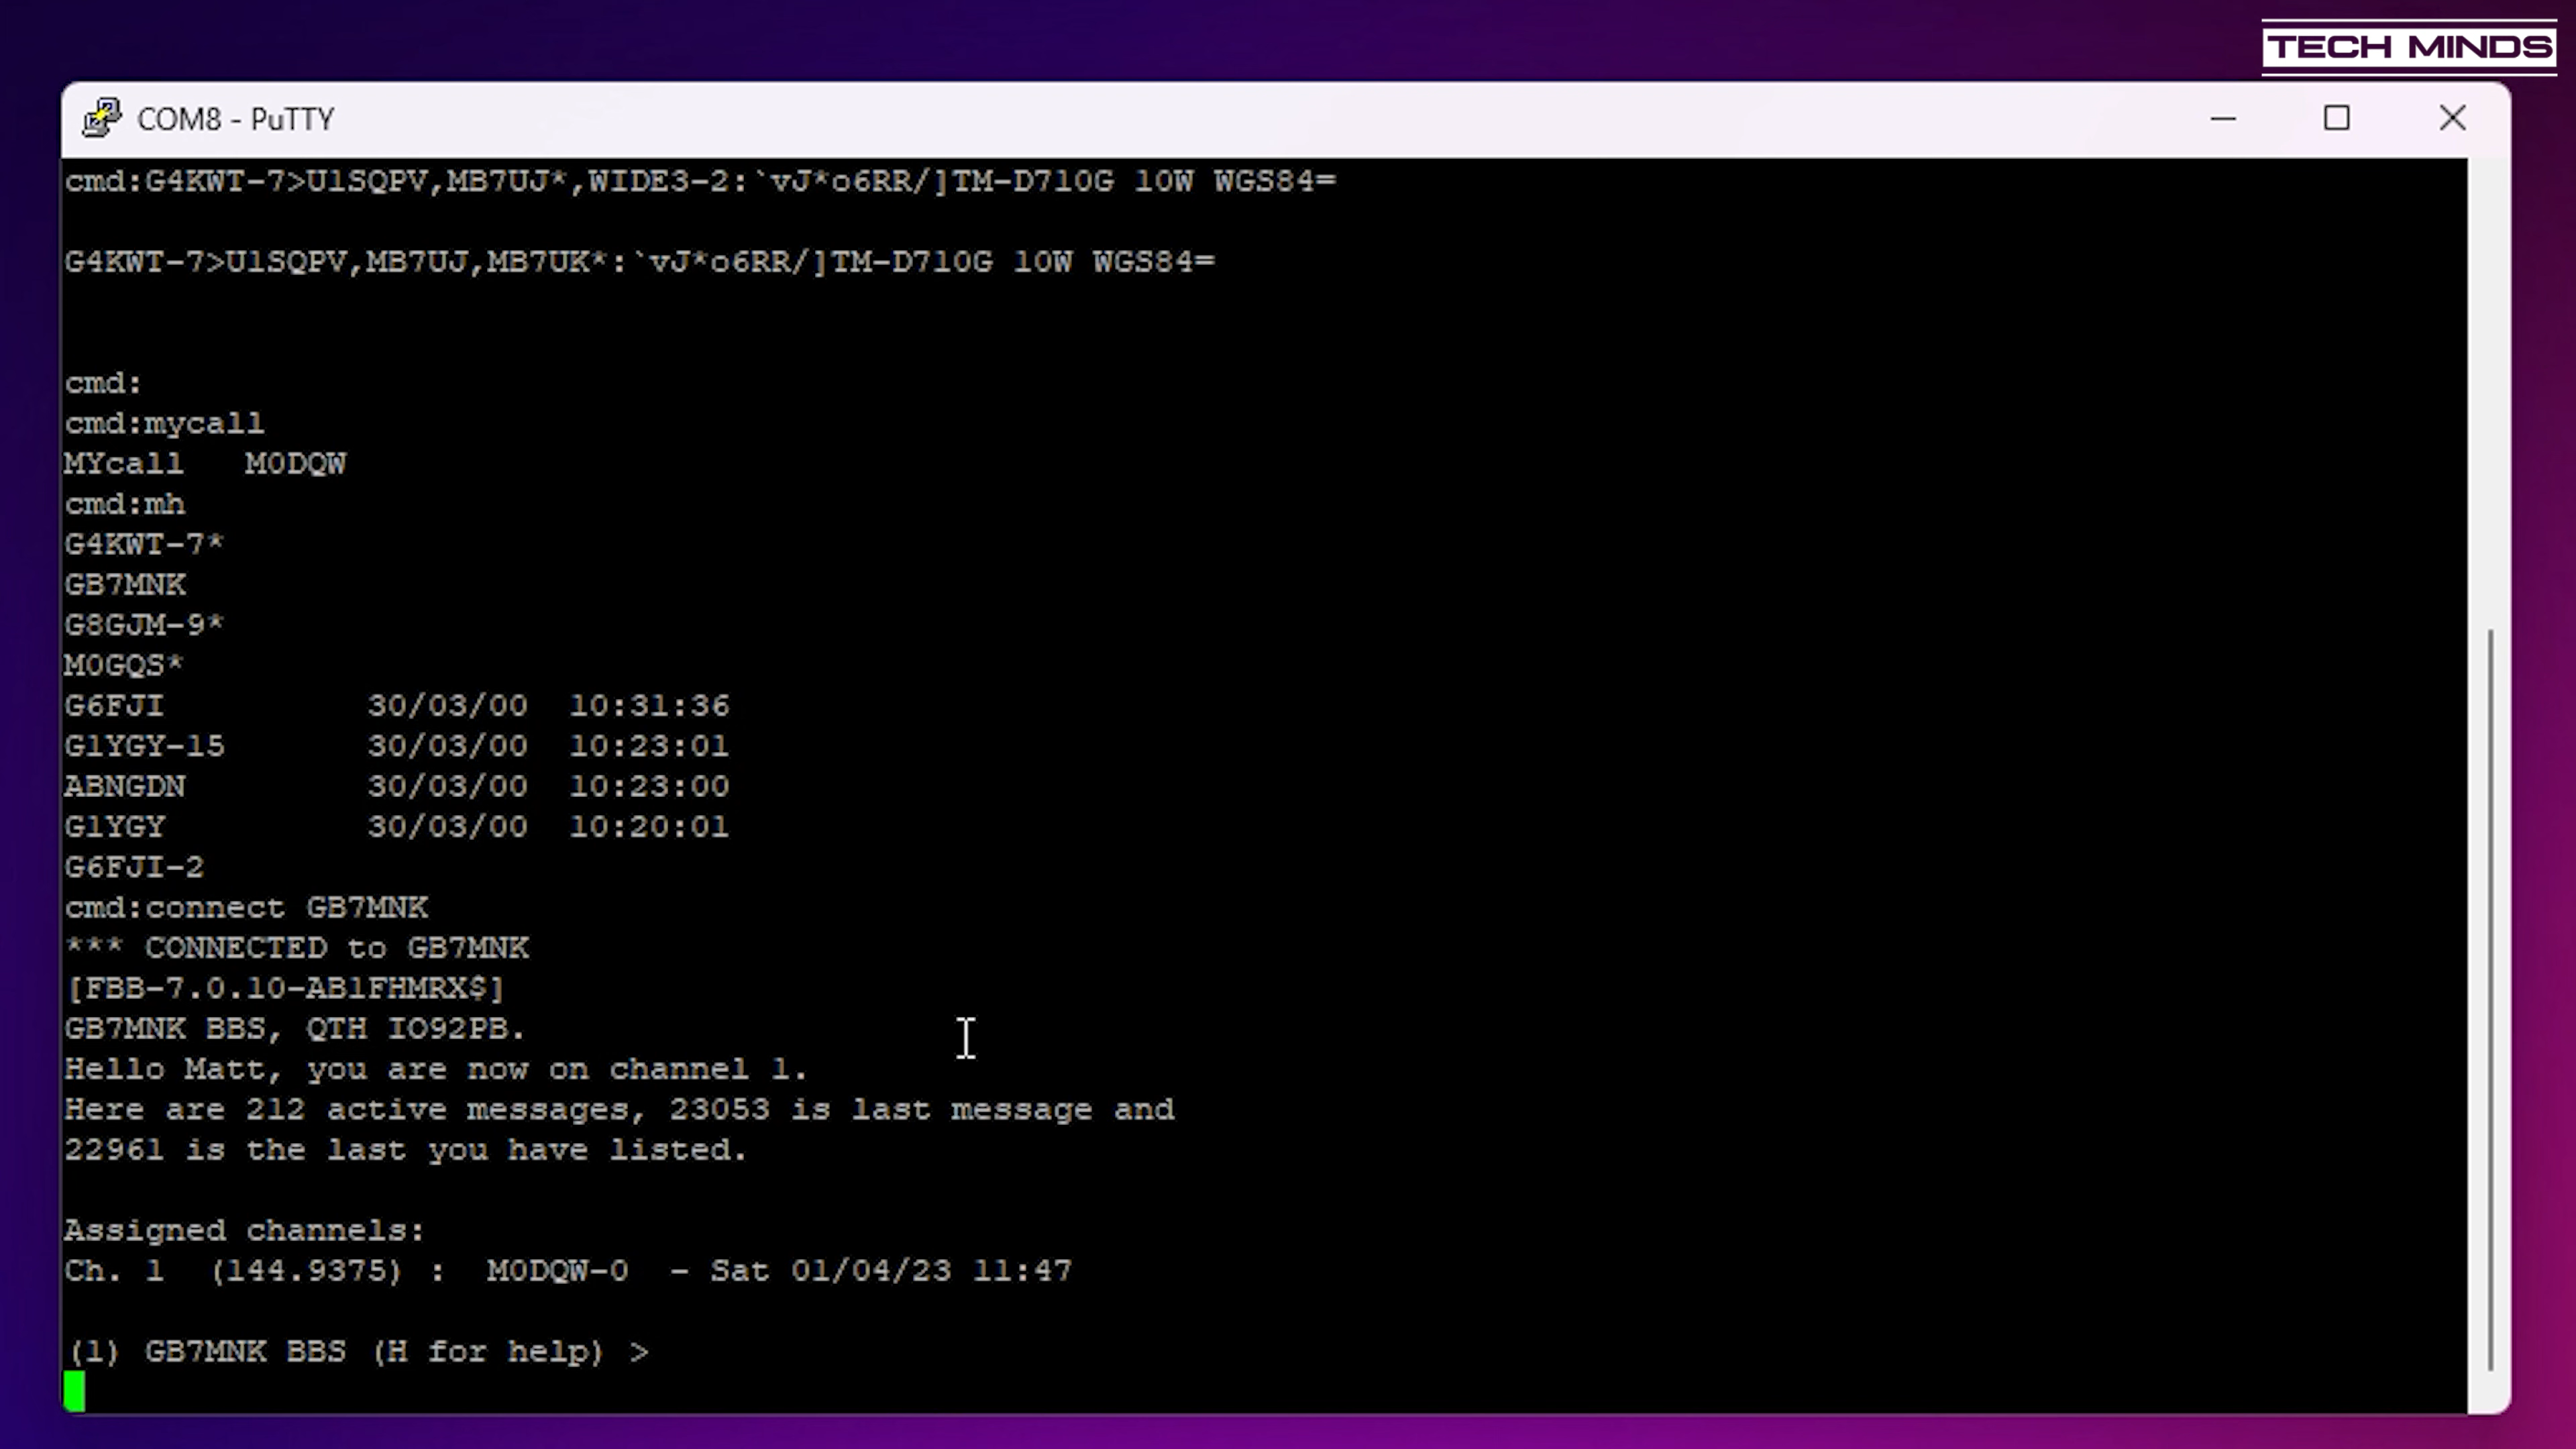 TECH MINDS
COM8 - PuTTY
cmd:G4KWT-7>U1SQPV,MB7UJ*,WIDE3-2:`vJ*o6RR/]TM-D710G 10W WGS84=
G4KWT-7>U1SQPV,MB7UJ,MB7UK*:`vJ*o6RR/]TM-D710G 10W WGS84=
cmd:
cmd:mycall
MYcall   M0DQW
cmd:mh
G4KWT-7*
GB7MNK
G8GJM-9*
M0GQS*
G6FJI          30/03/00  10:31:36
G1YGY-15       30/03/00  10:23:01
ABNGDN         30/03/00  10:23:00
G1YGY          30/03/00  10:20:01
G6FJI-2
cmd:connect GB7MNK
*** CONNECTED to GB7MNK
[FBB-7.0.10-AB1FHMRX$]
GB7MNK BBS, QTH IO92PB.
Hello Matt, you are now on channel 1.
Here are 212 active messages, 23053 is last message and
22961 is the last you have listed.
Assigned channels:
Ch. 1  (144.9375) :  M0DQW-0  - Sat 01/04/23 11:47
(1) GB7MNK BBS (H for help) >